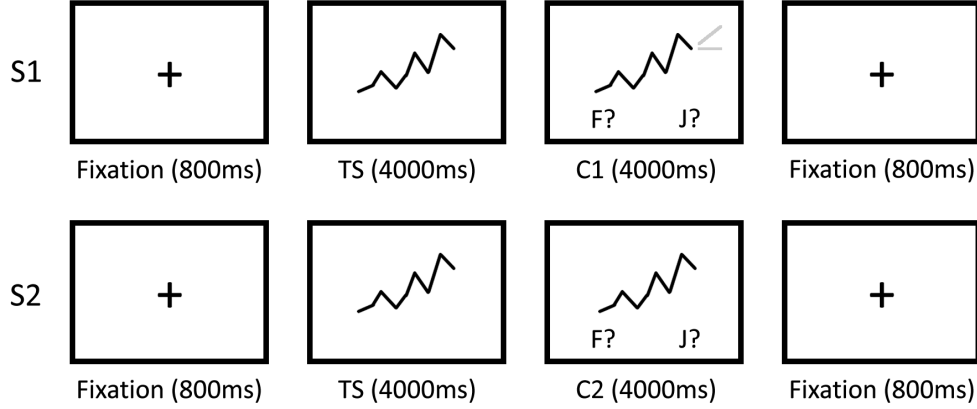 S1
F? J?
Fixation (800ms) TS (4000ms) C1 (4000ms) Fixation (800ms)
S2
F? J?
Fixation (800ms) TS (4000ms) C2 (4000ms) Fixation (800ms)